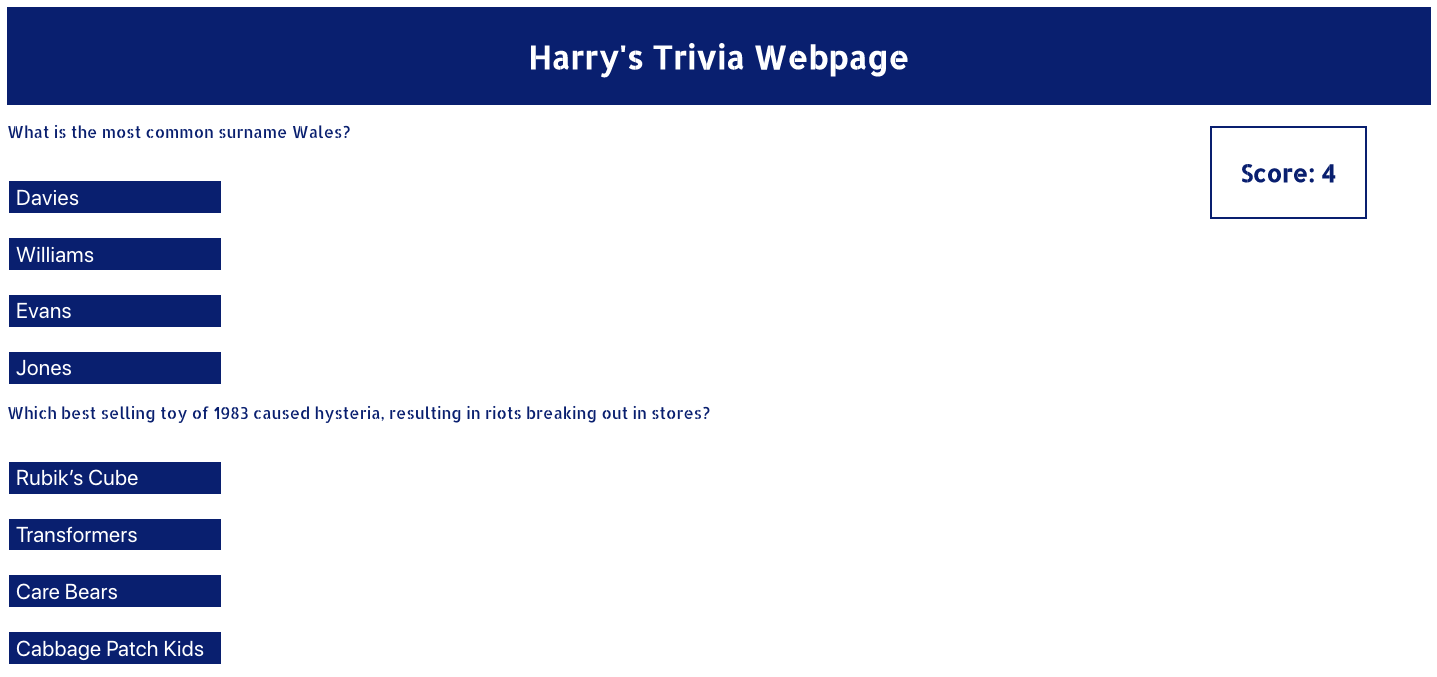 Harry's Trivia Webpage
What is the most common surname Wales?
Score: 4
Davies
Williams
Evans
Jones
Which best selling toy of 1983 caused hysteria, resulting in riots breaking out in stores?
Rubik’s Cube
Transformers
Care Bears
Cabbage Patch Kids